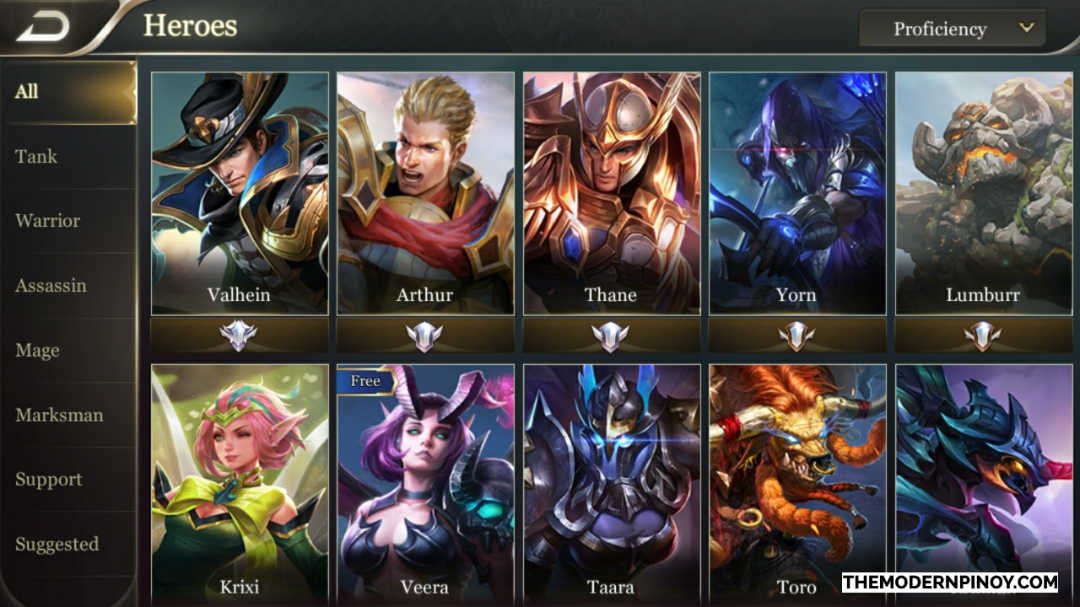 Heroes
Proficiency
All
Tank
Warrior
Assassin
Mage
Marksman
Support
Suggested
Valhein
Arthur
Thane
Yorn
Lumburr
Free
Krixi
Veera
Taara
Toro
THEMODERNPINOY.COM